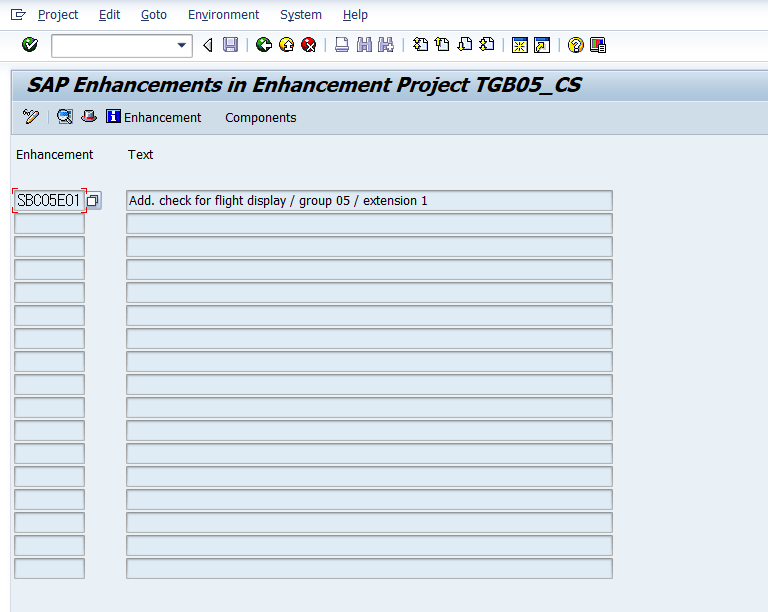 Project Edit Goto Environment System Help
SAP Enhancements in Enhancement Project TGB05_CS
Enhancement Components
Enhancement Text
SBC05E01 Add. check for flight display / group 05 / extension 1